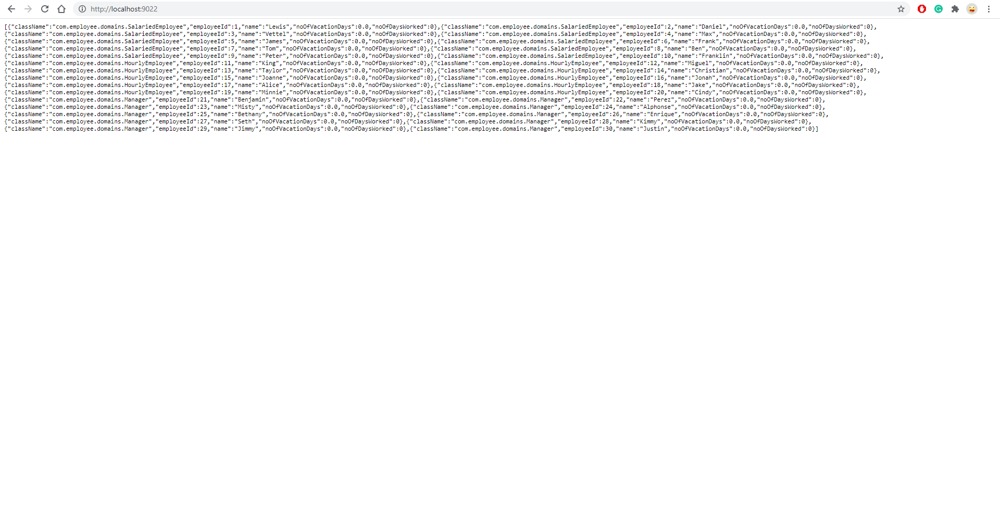 http://localhost:9022
[{"className":"com.employee.domains.SalariedEmployee","employeeId":1,"name":"Lewis","noOfVacationDays":0.0,"noOfDaysWorked":0},{"className":"com.employee.domains.SalariedEmployee","employeeId":2,"name":"Daniel","noOfVacationDays":0.0,"noOfDaysWorked":0},
{"className":"com.employee.domains.SalariedEmployee","employeeId":3,"name":"Vettel","noOfVacationDays":0.0,"noOfDaysWorked":0},{"className":"com.employee.domains.SalariedEmployee","employeeId":4,"name":"Max","noOfVacationDays":0.0,"noOfDaysWorked":0},
{"className":"com.employee.domains.SalariedEmployee","employeeId":5,"name":"James","noOfVacationDays":0.0,"noOfDaysWorked":0},{"className":"com.employee.domains.SalariedEmployee","employeeId":6,"name":"Frank","noOfVacationDays":0.0,"noOfDaysWorked":0},
{"className":"com.employee.domains.SalariedEmployee","employeeId":7,"name":"Tom","noOfVacationDays":0.0,"noOfDaysWorked":0},{"className":"com.employee.domains.SalariedEmployee","employeeId":8,"name":"Ben","noOfVacationDays":0.0,"noOfDaysWorked":0},
{"className":"com.employee.domains.SalariedEmployee","employeeId":9,"name":"Peter","noOfVacationDays":0.0,"noOfDaysWorked":0},{"className":"com.employee.domains.SalariedEmployee","employeeId":10,"name":"Franklin","noOfVacationDays":0.0,"noOfDaysWorked":0},
{"className":"com.employee.domains.HourlyEmployee","employeeId":11,"name":"King","noOfVacationDays":0.0,"noOfDaysWorked":0},{"className":"com.employee.domains.HourlyEmployee","employeeId":12,"name":"Miguel","noOfVacationDays":0.0,"noOfDaysWorked":0},
{"className":"com.employee.domains.HourlyEmployee","employeeId":13,"name":"Taylor","noOfVacationDays":0.0,"noOfDaysWorked":0},{"className":"com.employee.domains.HourlyEmployee","employeeId":14,"name":"Christian","noOfVacationDays":0.0,"noOfDaysWorked":0},
{"className":"com.employee.domains.HourlyEmployee","employeeId":15,"name":"Joanne","noOfVacationDays":0.0,"noOfDaysWorked":0},{"className":"com.employee.domains.HourlyEmployee","employeeId":16,"name":"Jonah","noOfVacationDays":0.0,"noOfDaysWorked":0},
{"className":"com.employee.domains.HourlyEmployee","employeeId":17,"name":"Alice","noOfVacationDays":0.0,"noOfDaysWorked":0},{"className":"com.employee.domains.HourlyEmployee","employeeId":18,"name":"Jake","noOfVacationDays":0.0,"noOfDaysWorked":0},
{"className":"com.employee.domains.HourlyEmployee","employeeId":19,"name":"Minnie","noOfVacationDays":0.0,"noOfDaysWorked":0},{"className":"com.employee.domains.HourlyEmployee","employeeId":20,"name":"Cindy","noOfVacationDays":0.0,"noOfDaysWorked":0},
{"className":"com.employee.domains.Manager","employeeId":21,"name":"Benjamin","noOfVacationDays":0.0,"noOfDaysWorked":0},{"className":"com.employee.domains.Manager","employeeId":22,"name":"Perez","noOfVacationDays":0.0,"noOfDaysWorked":0},
{"className":"com.employee.domains.Manager","employeeId":23,"name":"Misty","noOfVacationDays":0.0,"noOfDaysWorked":0},{"className":"com.employee.domains.Manager","employeeId":24,"name":"Alphonse","noOfVacationDays":0.0,"noOfDaysWorked":0},
{"className":"com.employee.domains.Manager","employeeId":25,"name":"Bethany","noOfVacationDays":0.0,"noOfDaysWorked":0},{"className":"com.employee.domains.Manager","employeeId":26,"name":"Enrique","noOfVacationDays":0.0,"noOfDaysWorked":0},
{"className":"com.employee.domains.Manager","employeeId":27,"name":"Seth","noOfVacationDays":0.0,"noOfDaysWorked":0},{"className":"com.employee.domains.Manager","employeeId":28,"name":"Kimmy","noOfVacationDays":0.0,"noOfDaysWorked":0},
{"className":"com.employee.domains.Manager","employeeId":29,"name":"Jimmy","noOfVacationDays":0.0,"noOfDaysWorked":0},{"className":"com.employee.domains.Manager","employeeId":30,"name":"Justin","noOfVacationDays":0.0,"noOfDaysWorked":0}]